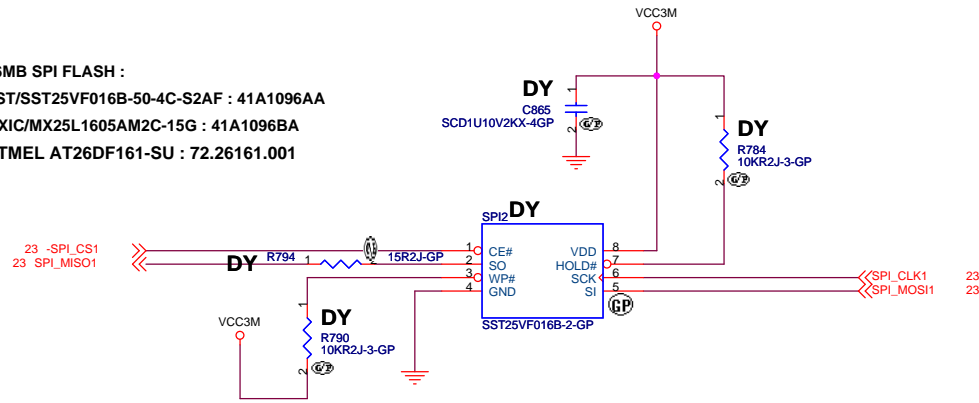 VCC3M
6MB SPI FLASH :
ST/SST25VF016B-50-4C-S2AF : 41A1096AA
XIC/MX25L1605AM2C-15G : 41A1096BA
TMEL AT26DF161-SU : 72.26161.001
DY
1
C865
SCD1U10V2KX-4GP
2
G/P
1
DY
R784
10KR2J-3-GP
2
G/P
SPI2
DY
23 -SPI_CS1
23 SPI_MISO1
DY
R794
1
2
15R2J-GP
1 CE# VDD 8
2 SO HOLD# 7
3 WP# SCK 6
4 GND SI 5
SPI_CLK1 23
SPI_MOSI1 23
GP
SST25VF016B-2-GP
VCC3M
1
DY
R790
10KR2J-3-GP
2
G/P